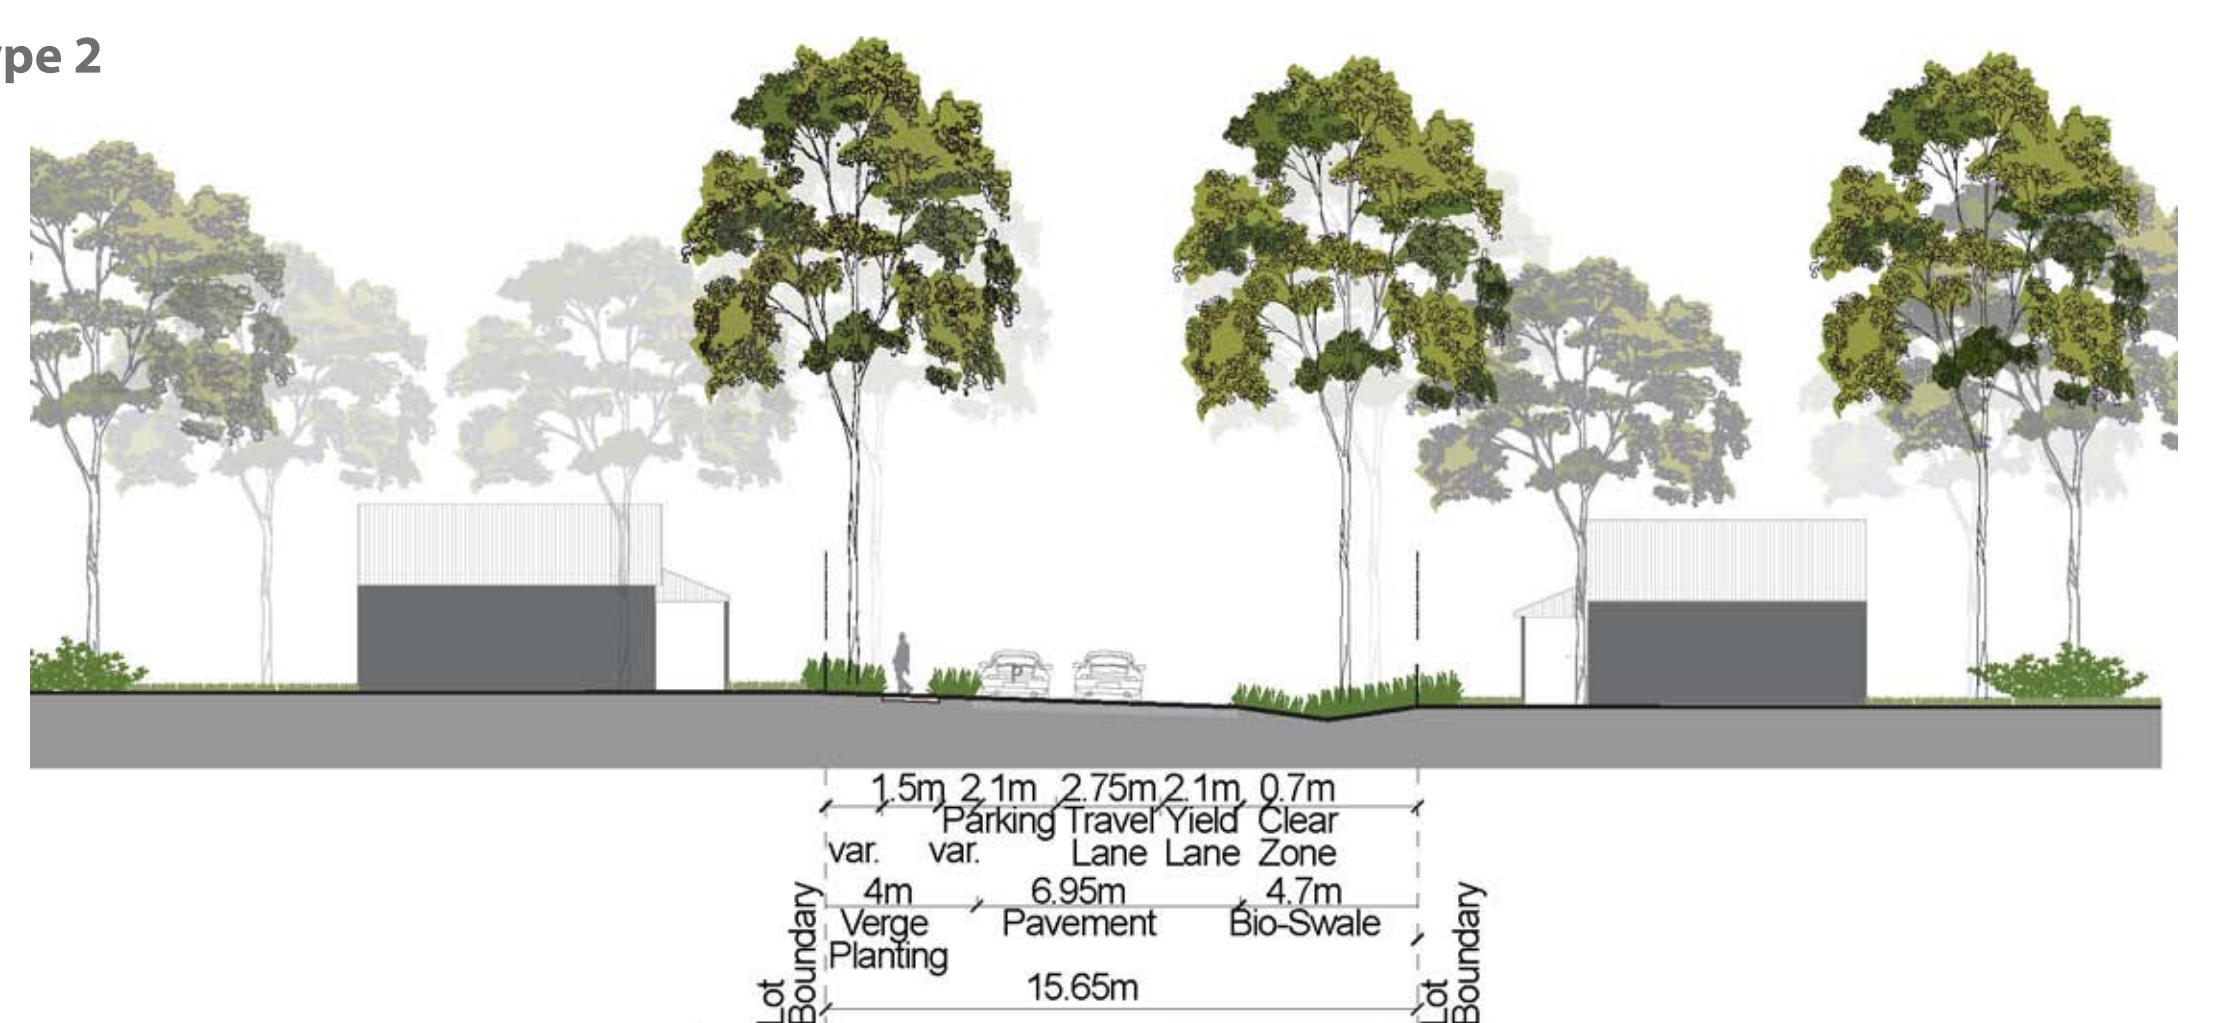 ype 2
P
1.5m 2.1m 2.75m 2.1m 0.7m
Parking Travel Yield Clear
var. var. Lane Lane Zone
4m 6.95m 4.7m
Verge Pavement Bio-Swale
Planting
15.65m
Lot
Boundary
Lot
Boundary